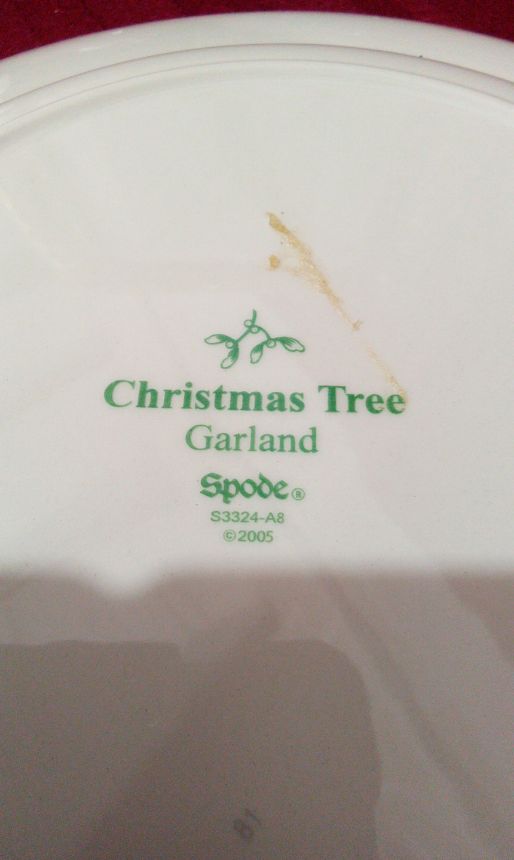 Christmas Tree
Garland
Spode®
S3324-A8
©2005